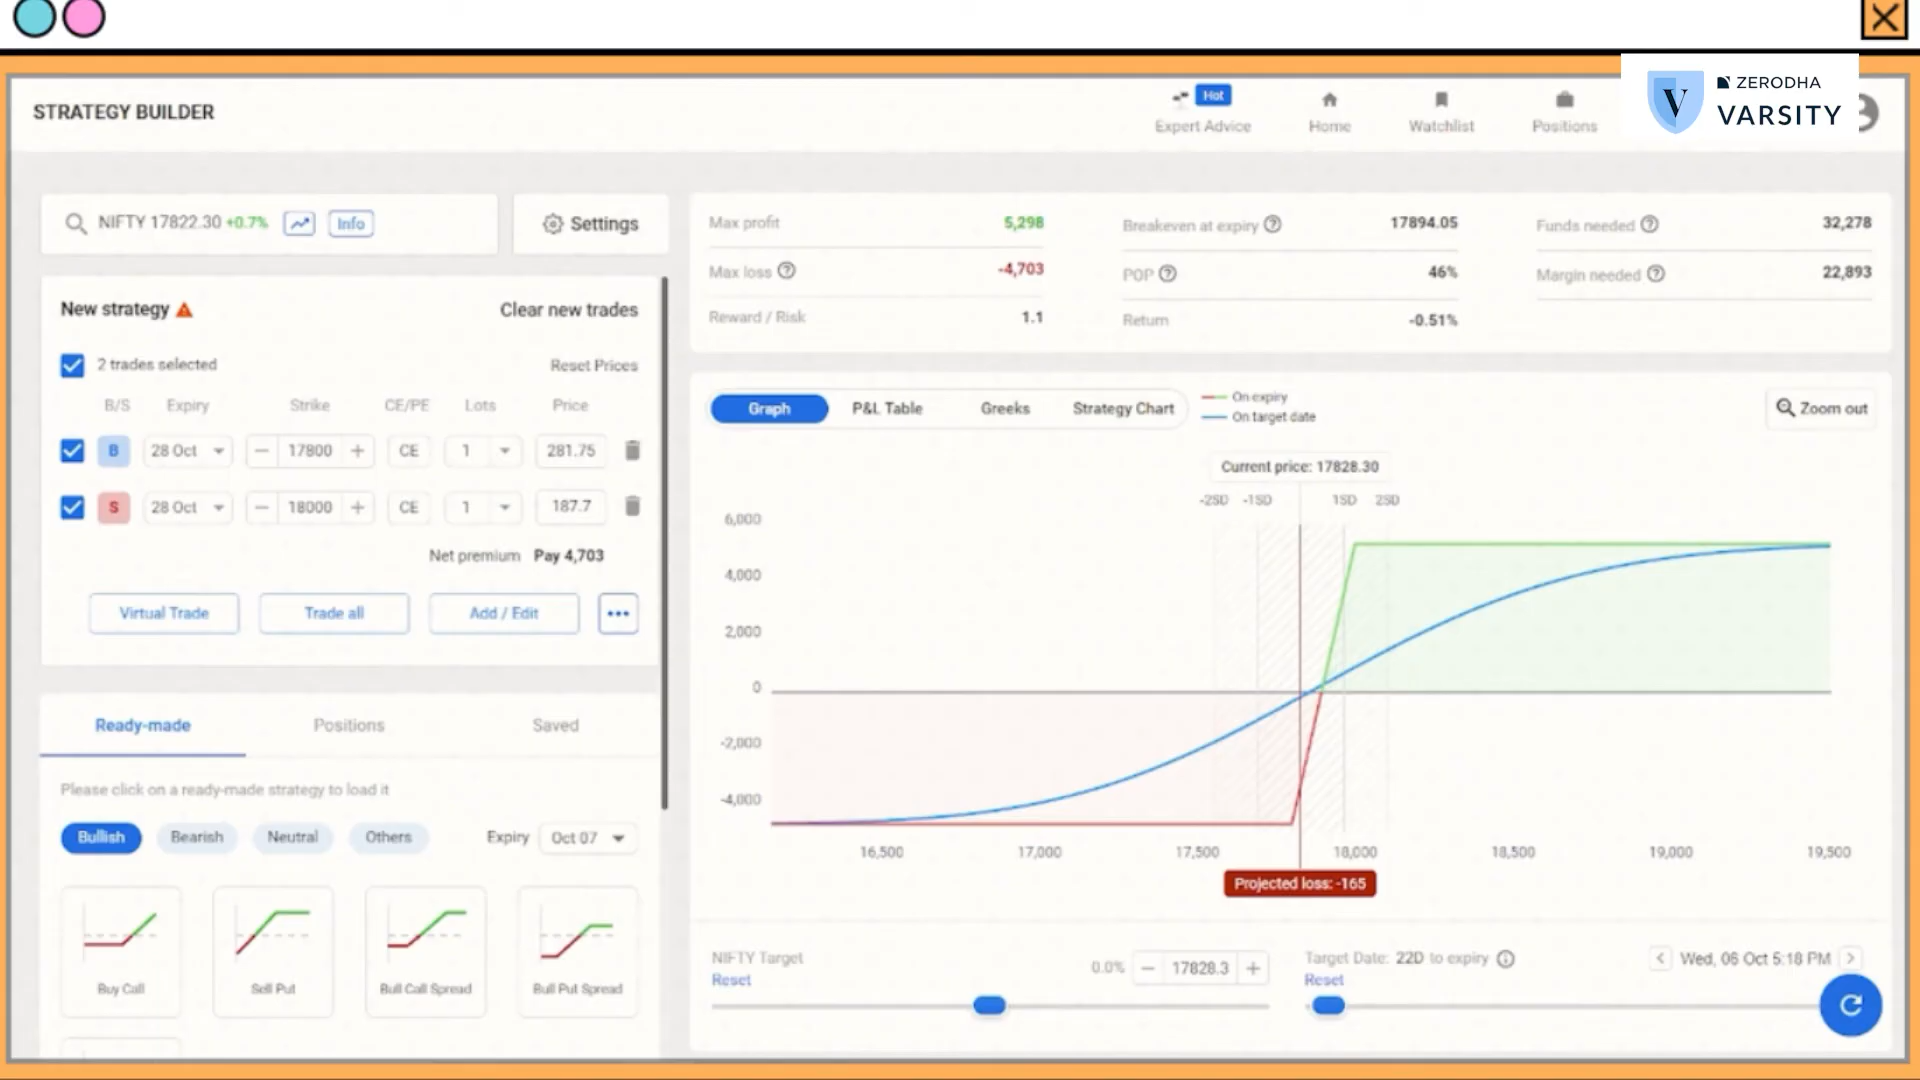 ZERODHA
VARSITY
STRATEGY BUILDER
Hot
Expert Advice
Home
Watchlist
Positions
NIFTY 17822.30 +0.7% Info
Settings
New strategy
Clear new trades
2 trades selected
Reset Prices
B/S Expiry Strike CE/PE Lots Price
B 28 Oct — 17800 + CE 1 281.75
S 28 Oct — 18000 + CE 1 187.7
Net premium Pay 4,703
Virtual Trade
Trade all
Add / Edit
•••
Ready-made
Positions
Saved
Please click on a ready-made strategy to load it
Bullish
Bearish
Neutral
Others
Expiry Oct 07
Buy Call
Sell Put
Bull Call Spread
Bull Put Spread
Max profit 5,298
Max loss ? -4,703
Reward / Risk 1.1
Breakeven at expiry ? 17894.05
POP ? 46%
Return -0.51%
Funds needed ? 32,278
Margin needed ? 22,893
Graph
P&L Table
Greeks
Strategy Chart
On expiry
On target date
Zoom out
Current price: 17828.30
-2SD -1SD 1SD 2SD
6,000
4,000
2,000
0
-2,000
-4,000
16,500 17,000 17,500 18,000 18,500 19,000 19,500
Projected loss: -165
NIFTY Target
Reset
0.0% — 17828.3 +
Target Date: 22D to expiry
Reset
< Wed, 06 Oct 5:18 PM >